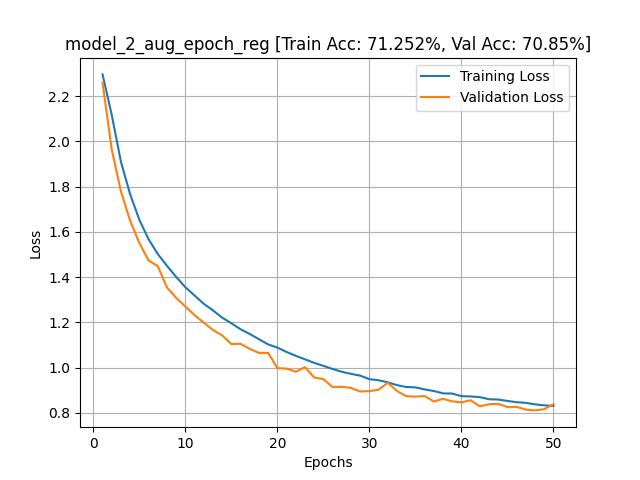 model_2_aug_epoch_reg [Train Acc: 71.252%, Val Acc: 70.85%]
Training Loss
Validation Loss
2.2
2.0
1.8
1.6
1.4
1.2
1.0
0.8
Loss
0 10 20 30 40 50
Epochs